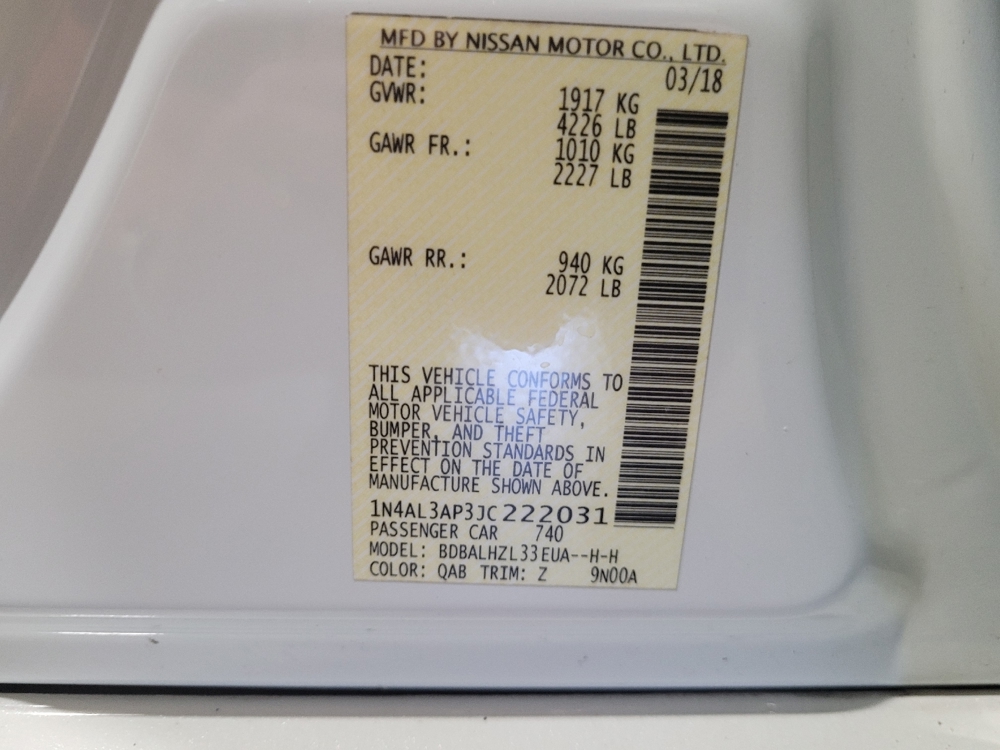 MFD BY NISSAN MOTOR CO., LTD.
DATE: 03/18
GVWR: 1917 KG
4226 LB
GAWR FR.: 1010 KG
2227 LB
GAWR RR.: 940 KG
2072 LB
THIS VEHICLE CONFORMS TO
ALL APPLICABLE FEDERAL
MOTOR VEHICLE SAFETY,
BUMPER, AND THEFT
PREVENTION STANDARDS IN
EFFECT ON THE DATE OF
MANUFACTURE SHOWN ABOVE.
1N4AL3AP3JC222031
PASSENGER CAR 740
MODEL: BDBALHZL33EUA--H-H
COLOR: QAB TRIM: Z 9N00A